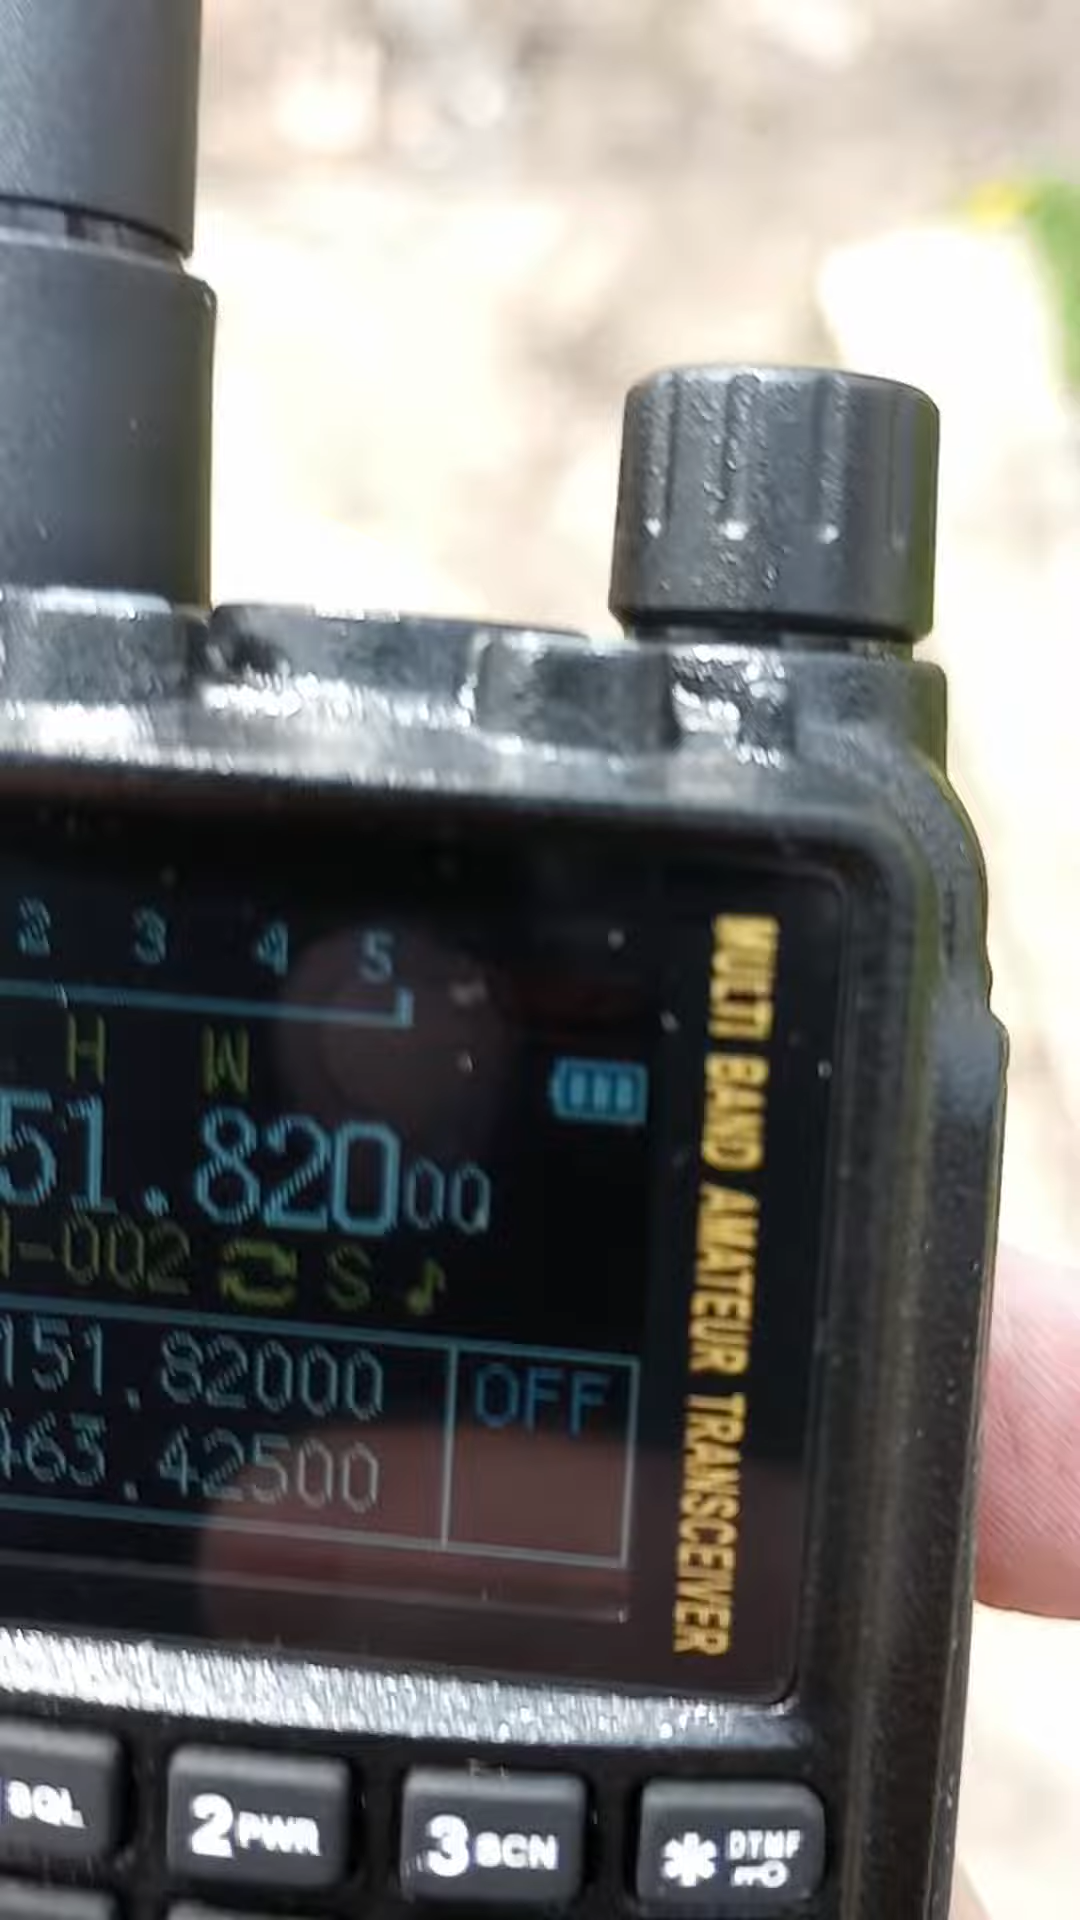 2 3 4 5
H W
51.82000
-002 S
151.82000
463.42500
OFF
MULTI BAND AMATEUR TRANSCEIVER
SQL
2 PWR
3 SCN
* DTMF